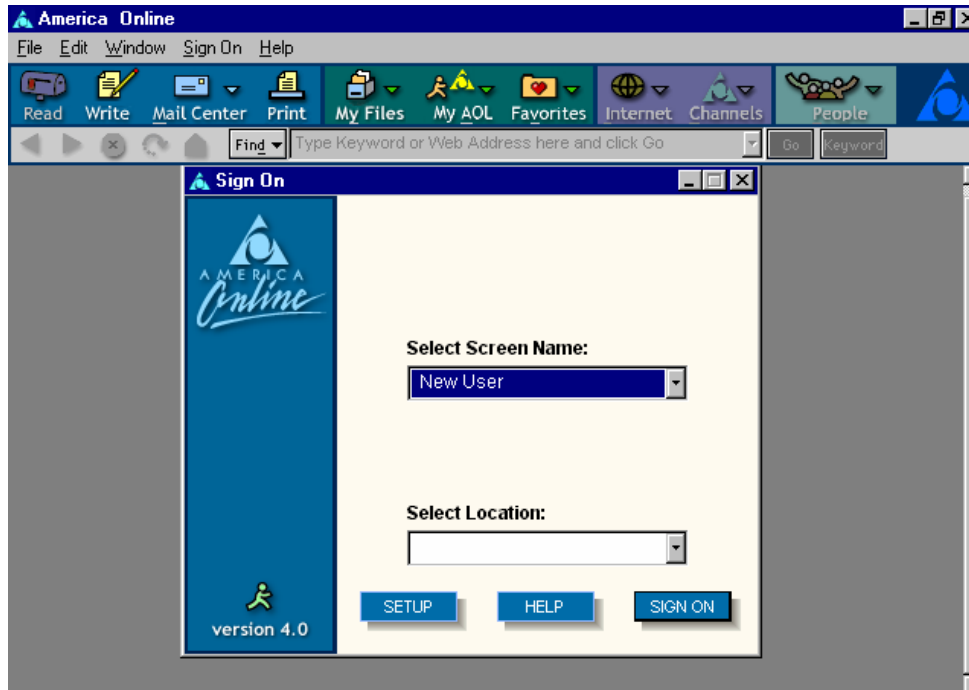 America Online
File Edit Window Sign On Help
Read Write Mail Center Print My Files My AOL Favorites Internet Channels People
Find Type Keyword or Web Address here and click Go Go Keyword
Sign On
AMERICA
Online
Select Screen Name:
New User
Select Location:
SETUP HELP SIGN ON
version 4.0